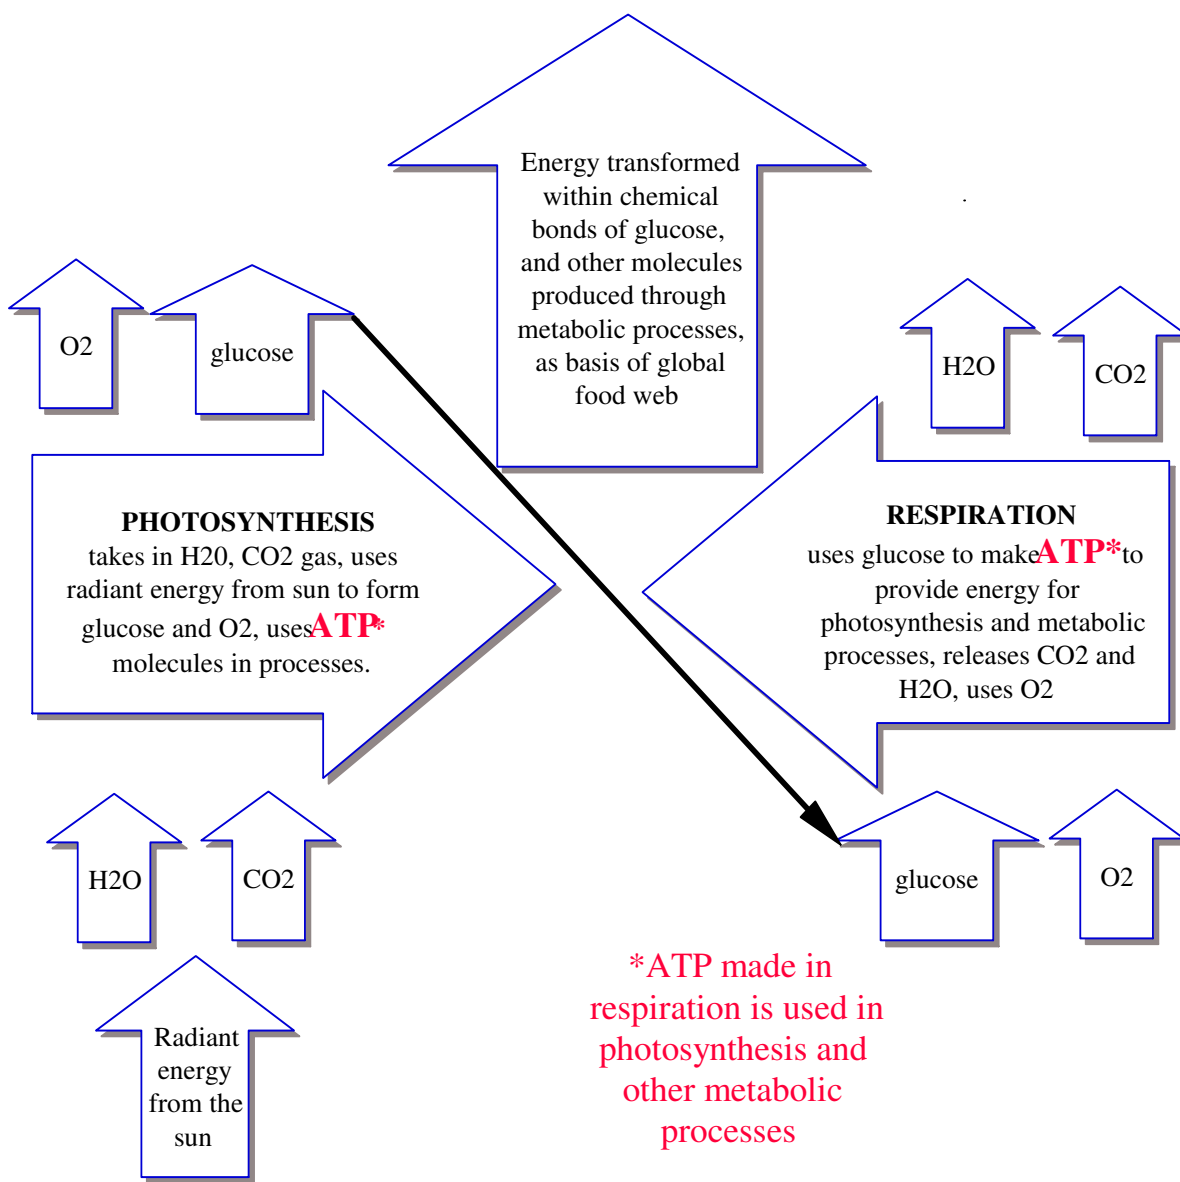 Energy transformed
within chemical
bonds of glucose,
and other molecules
produced through
metabolic processes,
as basis of global
food web
O2
glucose
H2O
CO2
PHOTOSYNTHESIS
takes in H20, CO2 gas, uses
radiant energy from sun to form
glucose and O2, uses ATP*
molecules in processes.
RESPIRATION
uses glucose to make ATP* to
provide energy for
photosynthesis and metabolic
processes, releases CO2 and
H2O, uses O2
H2O
CO2
glucose
O2
Radiant
energy
from the
sun
*ATP made in
respiration is used in
photosynthesis and
other metabolic
processes